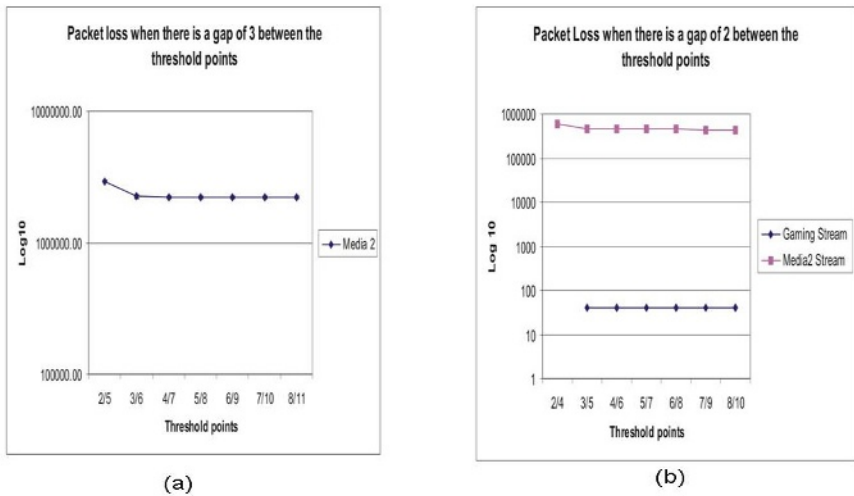 Packet loss when there is a gap of 3 between the
threshold points
10000000.00
1000000.00
100000.00
Log10
2/5 3/6 4/7 5/8 6/9 7/10 8/11
Threshold points
Media 2
(a)
Packet Loss when there is a gap of 2 between the
threshold points
1000000
100000
10000
1000
100
10
1
Log 10
2/4 3/5 4/6 5/7 6/8 7/9 8/10
Threshold points
Gaming Stream
Media2 Stream
(b)